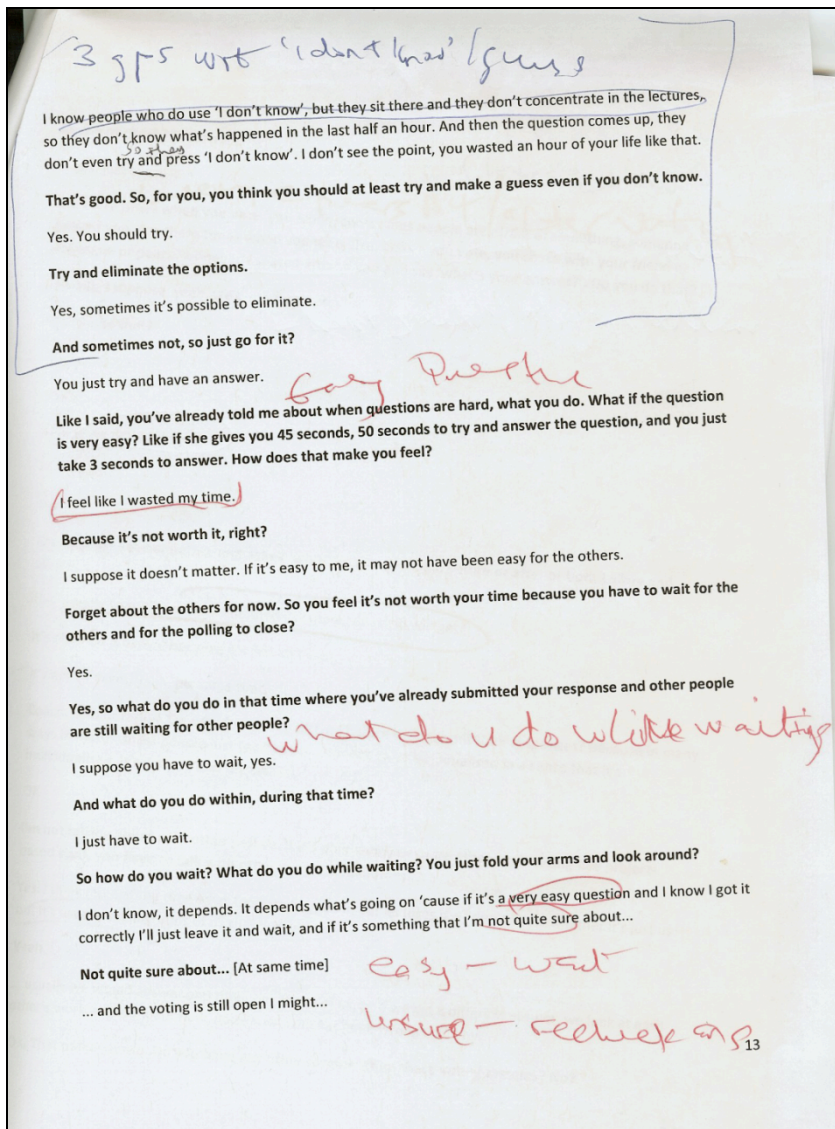 3 gps wrt 'I don't know' / guess
I know people who do use 'I don't know', but they sit there and they don't concentrate in the lectures,
so they don't know what's happened in the last half an hour. And then the question comes up, they
so they
don't even try and press 'I don't know'. I don't see the point, you wasted an hour of your life like that.
That's good. So, for you, you think you should at least try and make a guess even if you don't know.
Yes. You should try.
Try and eliminate the options.
Yes, sometimes it's possible to eliminate.
And sometimes not, so just go for it?
You just try and have an answer.
Easy Question
Like I said, you've already told me about when questions are hard, what you do. What if the question
is very easy? Like if she gives you 45 seconds, 50 seconds to try and answer the question, and you just
take 3 seconds to answer. How does that make you feel?
I feel like I wasted my time.
Because it's not worth it, right?
I suppose it doesn't matter. If it's easy to me, it may not have been easy for the others.
Forget about the others for now. So you feel it's not worth your time because you have to wait for the
others and for the polling to close?
Yes.
Yes, so what do you do in that time where you've already submitted your response and other people
are still waiting for other people?
What do u do while waiting
I suppose you have to wait, yes.
And what do you do within, during that time?
I just have to wait.
So how do you wait? What do you do while waiting? You just fold your arms and look around?
I don't know, it depends. It depends what's going on 'cause if it's a very easy question and I know I got it
correctly I'll just leave it and wait, and if it's something that I'm not quite sure about...
Not quite sure about... [At same time]
easy – wait
... and the voting is still open I might...
unsure – recheck ans
13